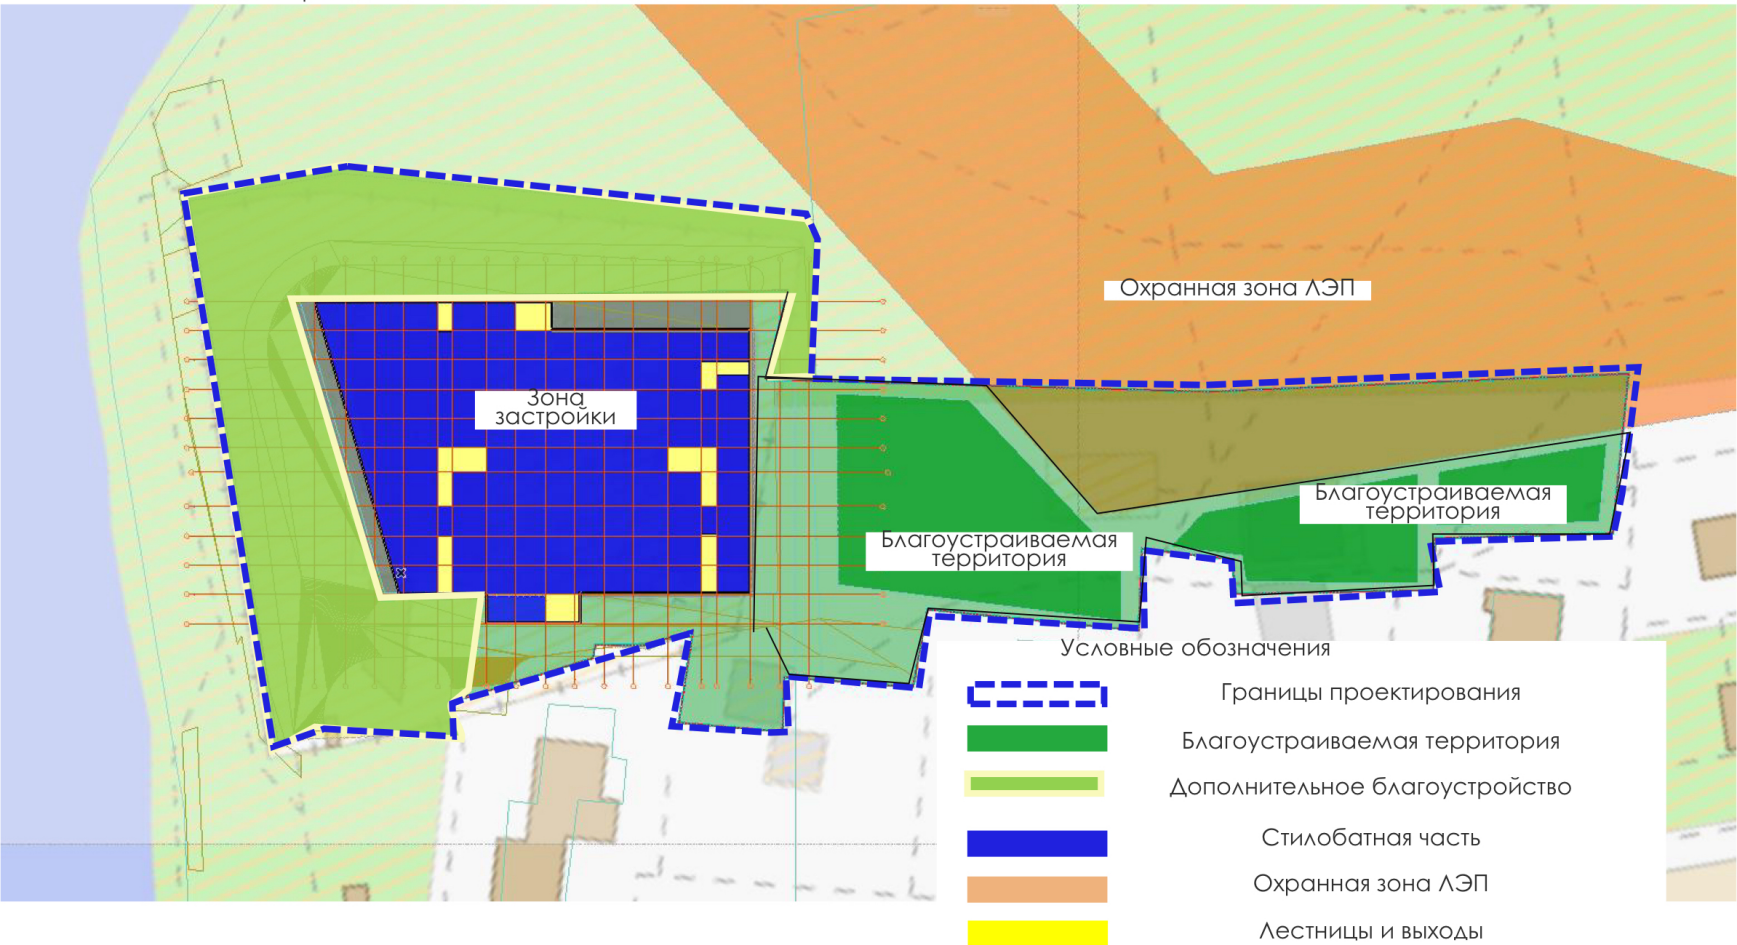 Охранная зона ЛЭП
Зона
застройки
Благоустраиваемая
территория
Благоустраиваемая
территория
Условные обозначения
Границы проектирования
Благоустраиваемая территория
Дополнительное благоустройство
Стилобатная часть
Охранная зона ЛЭП
Лестницы и выходы